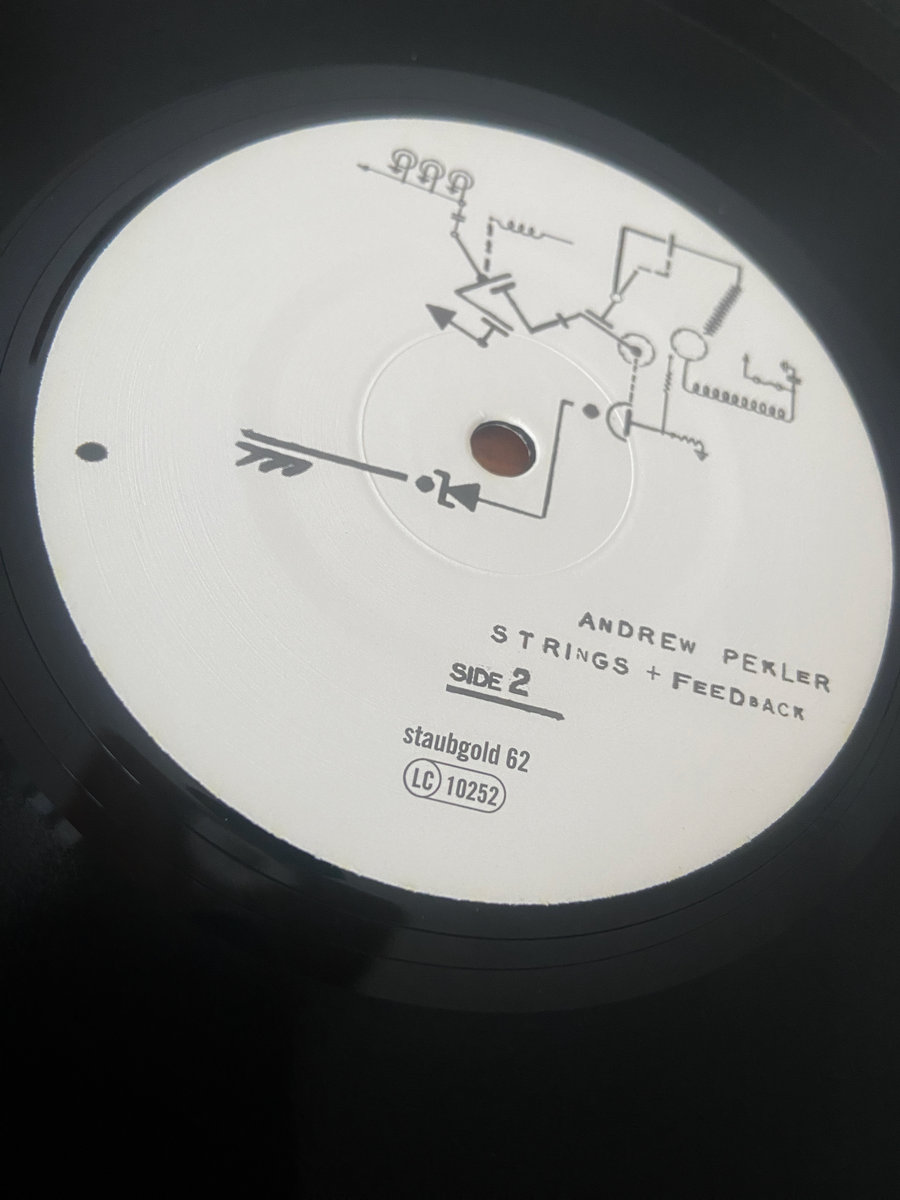 ANDREW PEKLER
STRINGS + FEEDBACK
SIDE 2
staubgold 62
LC 10252